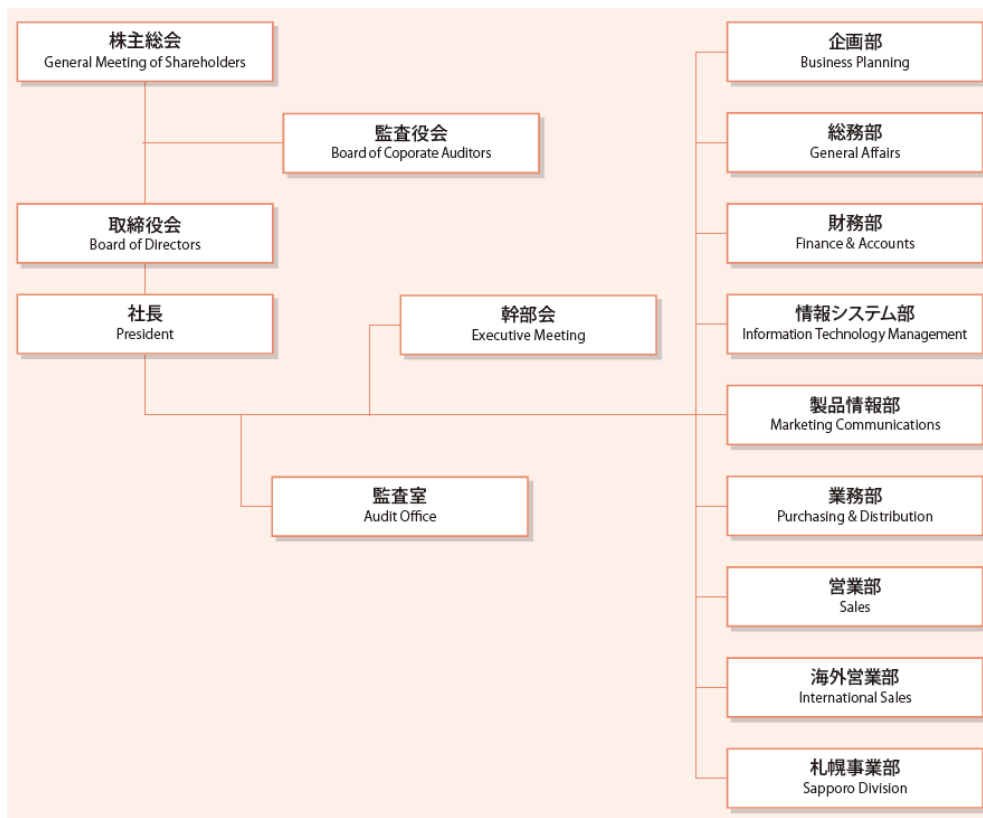 株主総会
General Meeting of Shareholders
監査役会
Board of Coporate Auditors
取締役会
Board of Directors
社長
President
幹部会
Executive Meeting
監査室
Audit Office
企画部
Business Planning
総務部
General Affairs
財務部
Finance & Accounts
情報システム部
Information Technology Management
製品情報部
Marketing Communications
業務部
Purchasing & Distribution
営業部
Sales
海外営業部
International Sales
札幌事業部
Sapporo Division